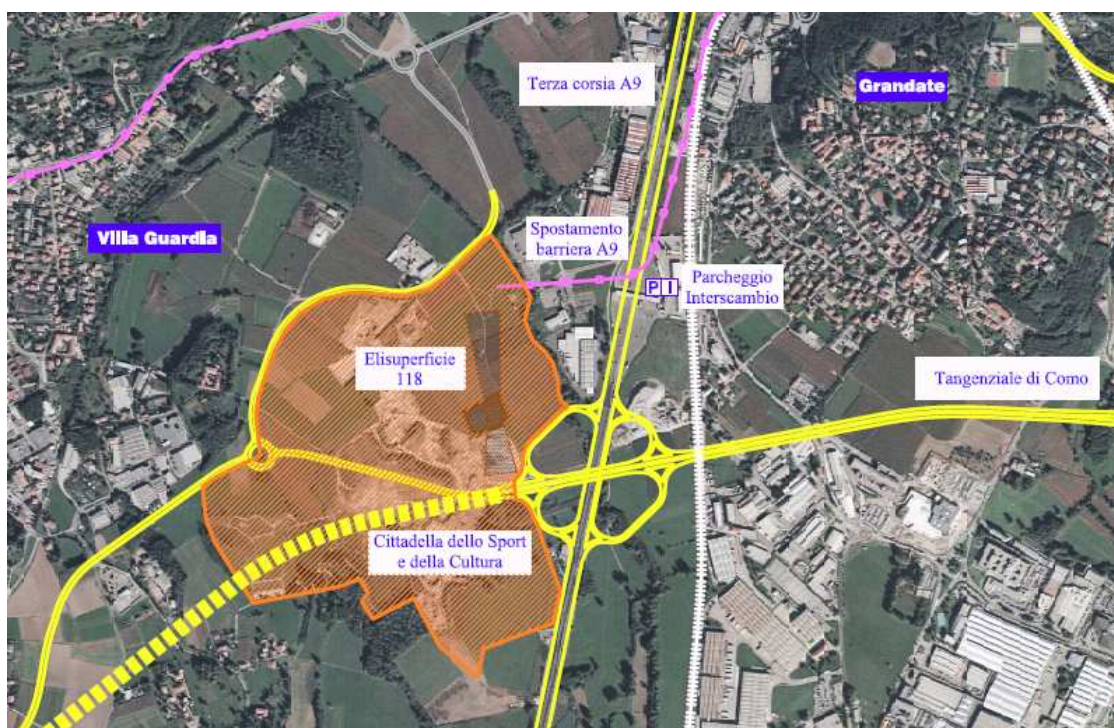 Terza corsia A9
Grandate
Villa Guardia
Spostamento
barriera A9
P I
Parcheggio
Interscambio
Elisuperficie
118
Tangenziale di Como
Cittadella dello Sport
e della Cultura